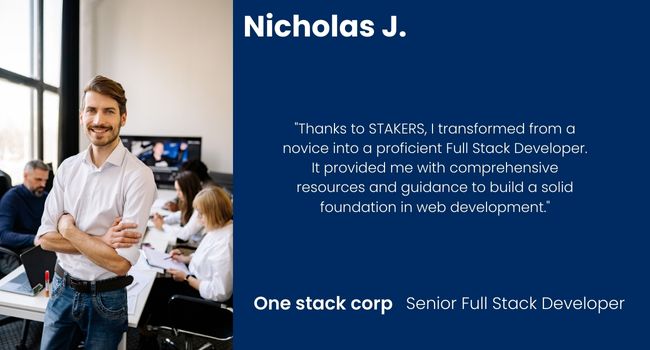 Nicholas J.
"Thanks to STAKERS, I transformed from a
novice into a proficient Full Stack Developer.
It provided me with comprehensive
resources and guidance to build a solid
foundation in web development."
One stack corp Senior Full Stack Developer